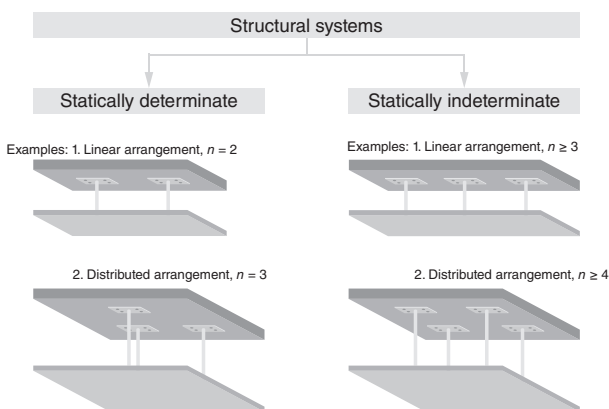 Structural systems
Statically determinate
Statically indeterminate
Examples: 1. Linear arrangement, n = 2
Examples: 1. Linear arrangement, n ≥ 3
2. Distributed arrangement, n = 3
2. Distributed arrangement, n ≥ 4